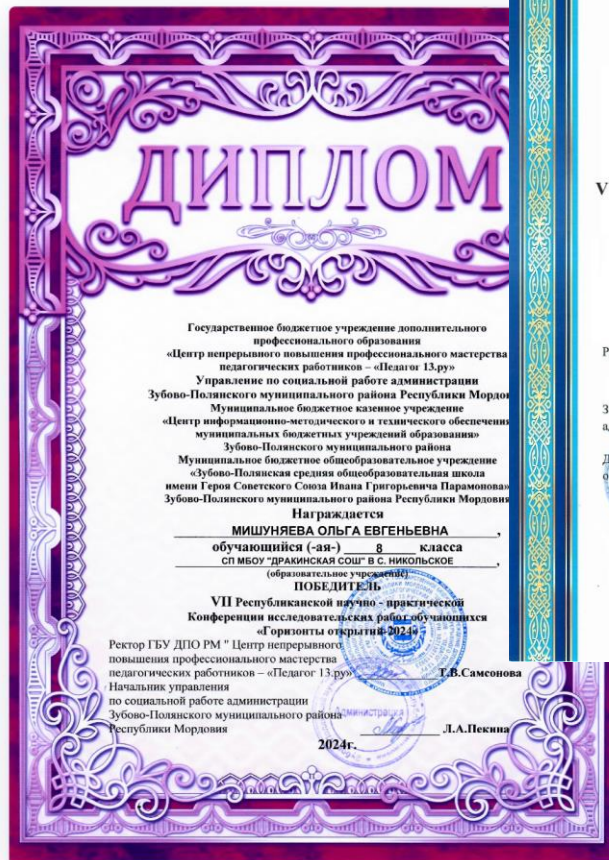 ДИПЛОМ
Государственное бюджетное учреждение дополнительного
профессионального образования
«Центр непрерывного повышения профессионального мастерства
педагогических работников – «Педагог 13.ру»
Управление по социальной работе администрации
Зубово-Полянского муниципального района Республики Мордов
Муниципальное бюджетное казенное учреждение
«Центр информационно-методического и технического обеспечения
муниципальных бюджетных учреждений образования»
Зубово-Полянского муниципального района
Муниципальное бюджетное общеобразовательное учреждение
«Зубово-Полянская средняя общеобразовательная школа
имени Героя Советского Союза Ивана Григорьевича Парамонова»
Зубово-Полянского муниципального района Республики Мордовия
Награждается
МИШУНЯЕВА ОЛЬГА ЕВГЕНЬЕВНА,
обучающийся (-ая-) 8 класса
СП МБОУ "ДРАКИНСКАЯ СОШ" В С. НИКОЛЬСКОЕ,
(образовательное учреждение)
ПОБЕДИТЕЛЬ
VII Республиканской научно - практической
Конференции исследовательских работ обучающихся
«Горизонты открытий-2024»
Ректор ГБУ ДПО РМ " Центр непрерывного
повышения профессионального мастерства
педагогических работников – «Педагог 13.ру» Т.В.Самсонова
Начальник управления
по социальной работе администрации
Зубово-Полянского муниципального района
Республики Мордовия Л.А.Пекина
2024г.
Администрация
V
Р
З
а
Д
о